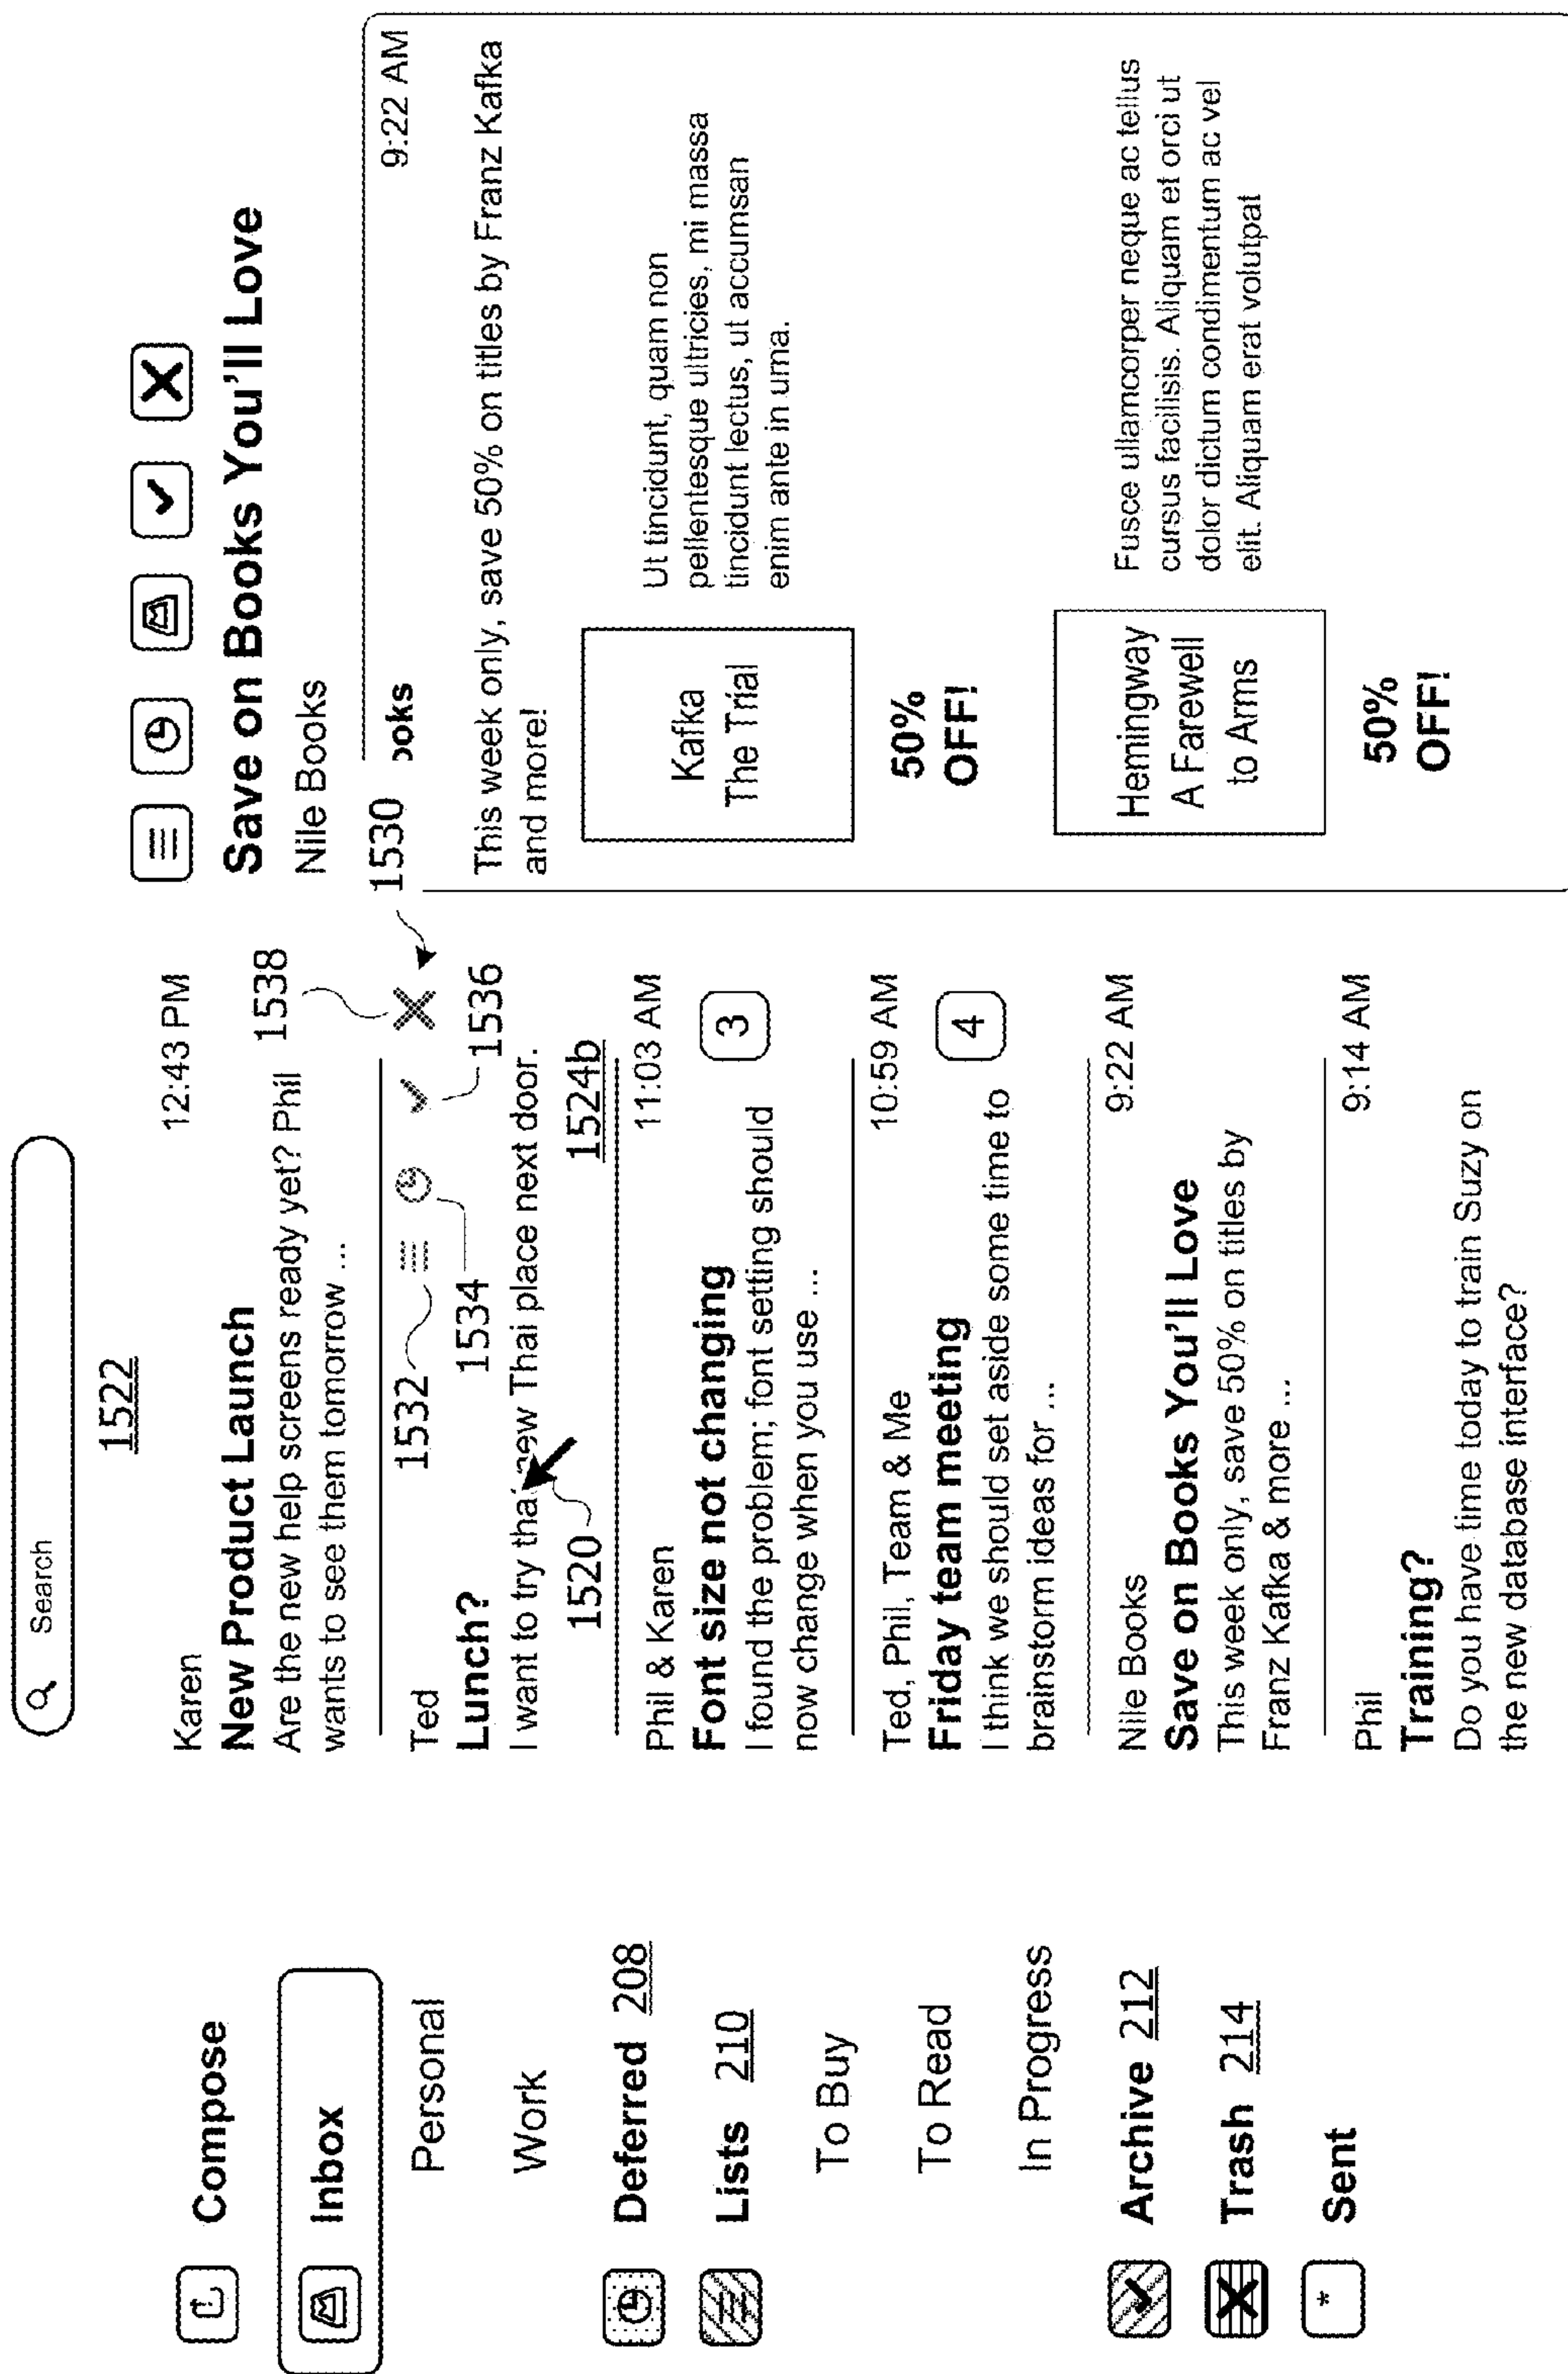 Compose
Inbox
Personal
Work
Deferred 208
Lists 210
To Buy
To Read
In Progress
Archive 212
Trash 214
* Sent
Search
1522
Karen 12:43 PM
New Product Launch
Are the new help screens ready yet? Phil
wants to see them tomorrow ...
1538
1532
1534
1536
Ted
Lunch?
I want to try tha new Thai place next door.
1520
1524b
Phil & Karen 11:03 AM
Font size not changing
I found the problem; font setting should
now change when you use ...
3
Ted, Phil, Team & Me 10:59 AM
Friday team meeting
I think we should set aside some time to
brainstorm ideas for ...
4
Nile Books 9:22 AM
Save on Books You'll Love
This week only, save 50% on titles by
Franz Kafka & more ...
Phil 9:14 AM
Training?
Do you have time today to train Suzy on
the new database interface?
Save on Books You'll Love
Nile Books
1530
ooks 9:22 AM
This week only, save 50% on titles by Franz Kafka
and more!
Kafka
The Trial
50%
OFF!
Ut tincidunt, quam non
pellentesque ultricies, mi massa
tincidunt lectus, ut accumsan
enim ante in urna.
Hemingway
A Farewell
to Arms
50%
OFF!
Fusce ullamcorper neque ac tellus
cursus facilisis. Aliquam et orci ut
dolor dictum condimentum ac vel
elit. Aliquam erat volutpat